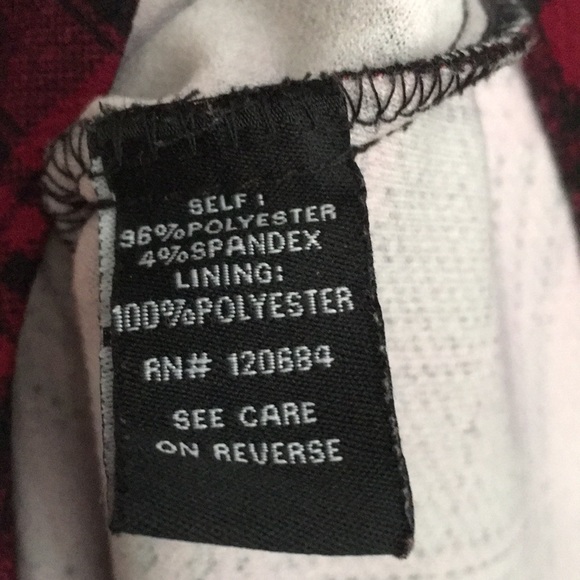 SELF:
96%POLYESTER
4%SPANDEX
LINING:
100%POLYESTER
RN# 120684
SEE CARE
ON REVERSE